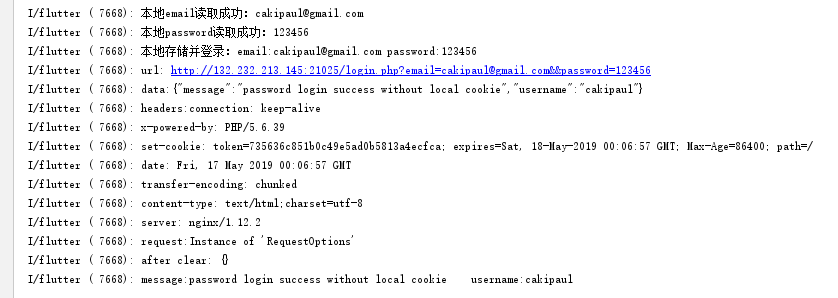 I/flutter ( 7668): 本地email读取成功：cakipaul@gmail.com
I/flutter ( 7668): 本地password读取成功：123456
I/flutter ( 7668): 本地存储并登录：email:cakipaul@gmail.com password:123456
I/flutter ( 7668): url: http://132.232.213.145:21025/login.php?email=cakipaul@gmail.com&&password=123456
I/flutter ( 7668): data:{"message":"password login success without local cookie","username":"cakipaul"}
I/flutter ( 7668): headers:connection: keep-alive
I/flutter ( 7668): x-powered-by: PHP/5.6.39
I/flutter ( 7668): set-cookie: token=735636c851b0c49e5ad0b5813a4ecfca; expires=Sat, 18-May-2019 00:06:57 GMT; Max-Age=86400; path=/
I/flutter ( 7668): date: Fri, 17 May 2019 00:06:57 GMT
I/flutter ( 7668): transfer-encoding: chunked
I/flutter ( 7668): content-type: text/html;charset=utf-8
I/flutter ( 7668): server: nginx/1.12.2
I/flutter ( 7668): request:Instance of 'RequestOptions'
I/flutter ( 7668): after clear: {}
I/flutter ( 7668): message:password login success without local cookie    username:cakipaul